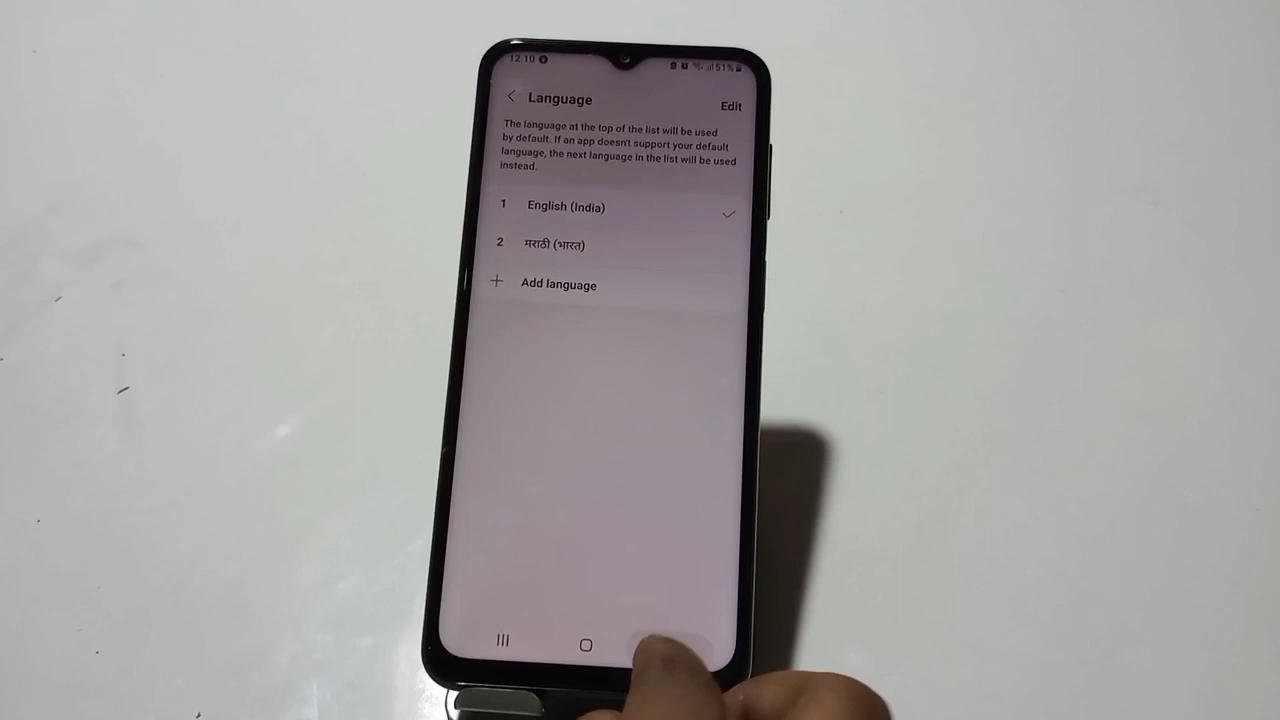 12:10 51%
Language Edit
The language at the top of the list will be used
by default. If an app doesn't support your default
language, the next language in the list will be used
instead.
1 English (India)
2 मराठी (भारत)
+ Add language